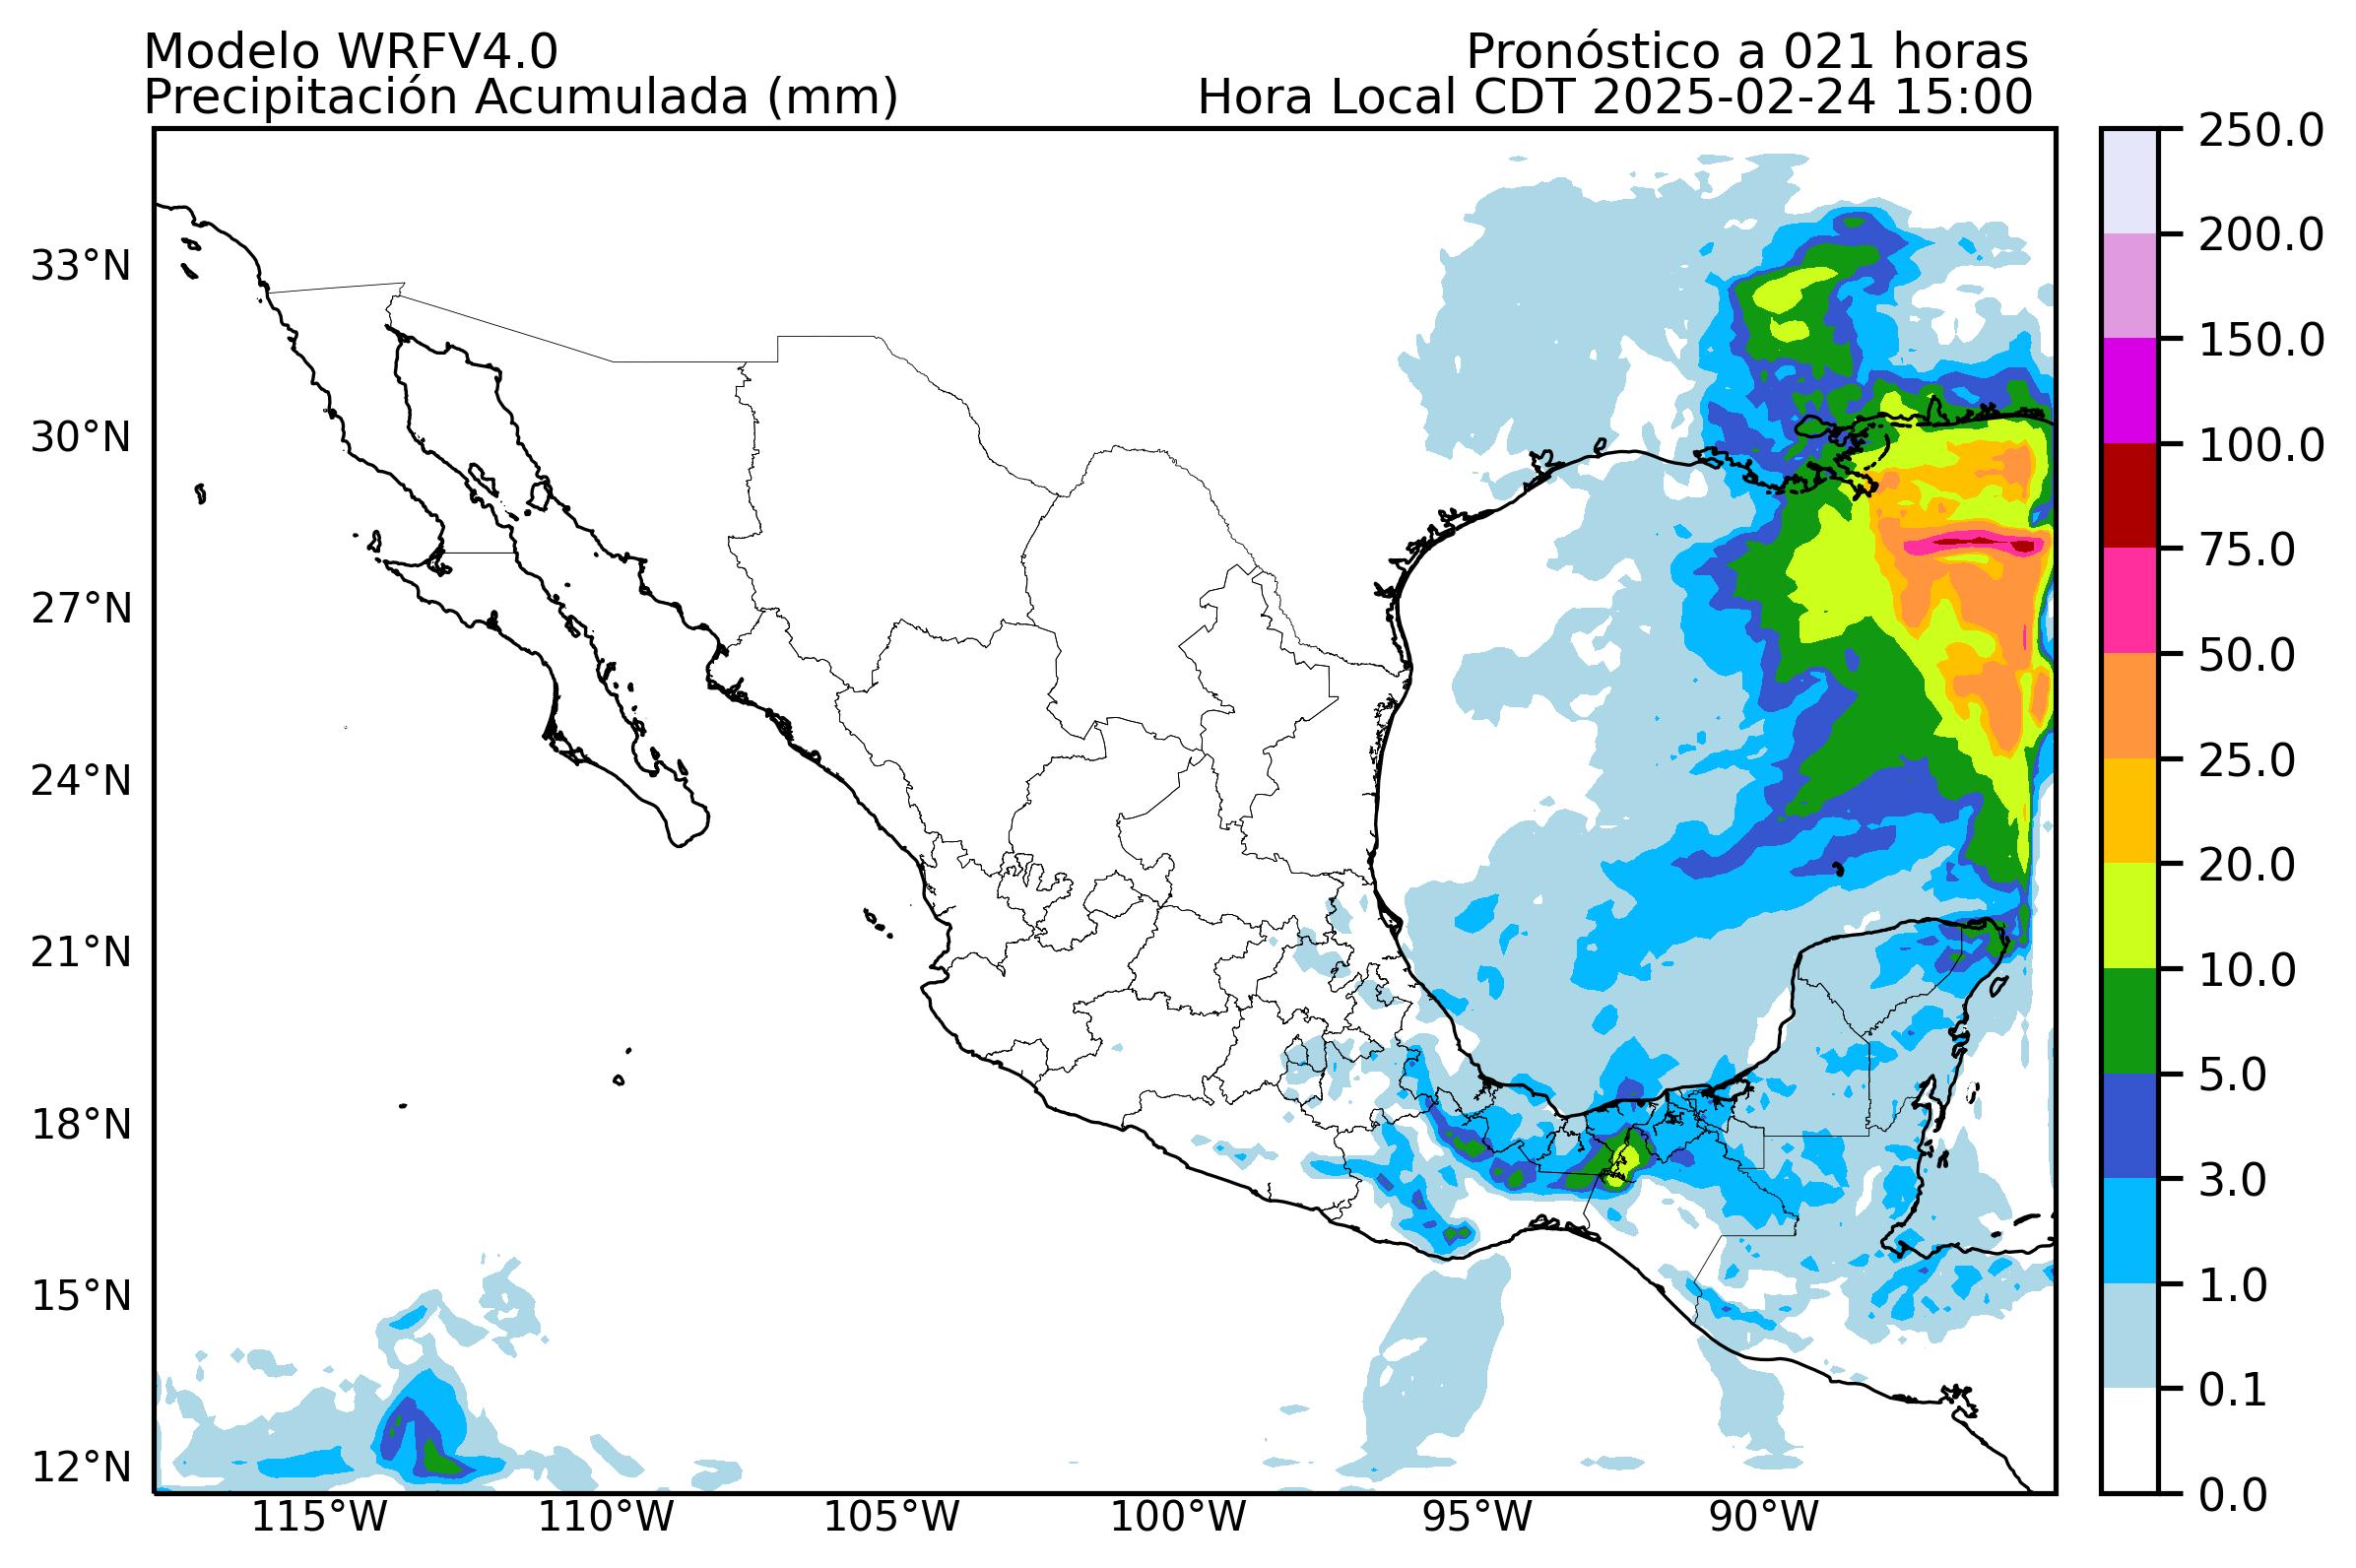 Modelo WRFV4.0
Pronóstico a 021 horas
Precipitación Acumulada (mm)
Hora Local CDT 2025-02-24 15:00
33°N
30°N
27°N
24°N
21°N
18°N
15°N
12°N
115°W
110°W
105°W
100°W
95°W
90°W
250.0
200.0
150.0
100.0
75.0
50.0
25.0
20.0
10.0
5.0
3.0
1.0
0.1
0.0